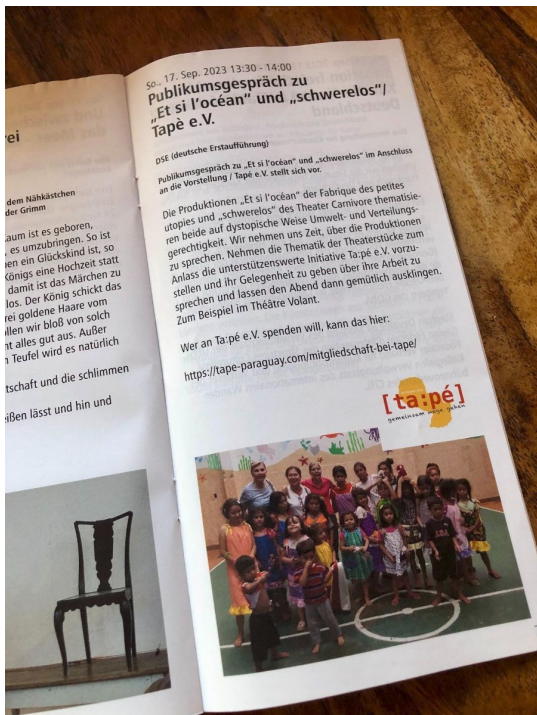 ei
dem Nähkästchen
der Grimm
aum ist es geboren,
es umzubringen. So ist
en ein Glückskind ist, so
Königs eine Hochzeit statt
damit ist das Märchen zu
los. Der König schickt das
rei goldene Haare vom
llen wir bloß von solch
nt alles gut aus. Außer
Teufel wird es natürlich
tschaft und die schlimmen
eißen lässt und hin und
So., 17. Sep. 2023 13:30 - 14:00
Publikumsgespräch zu
„Et si l'océan" und „schwerelos"/
Tapè e.V.
DSE (deutsche Erstaufführung)
Publikumsgespräch zu „Et si l'océan" und „schwerelos" im Anschluss
an die Vorstellung / Tapé e.V. stellt sich vor.
Die Produktionen „Et si l'océan" der Fabrique des petites
utopies und „schwerelos" des Theater Carnivore thematisie-
ren beide auf dystopische Weise Umwelt- und Verteilungs-
gerechtigkeit. Wir nehmen uns Zeit, über die Produktionen
zu sprechen. Nehmen die Thematik der Theaterstücke zum
Anlass die unterstützenswerte Initiative Ta:pé e.V. vorzu-
stellen und ihr Gelegenheit zu geben über ihre Arbeit zu
sprechen und lassen den Abend dann gemütlich ausklingen.
Zum Beispiel im Théâtre Volant.
Wer an Ta:pé e.V. spenden will, kann das hier:
https://tape-paraguay.com/mitgliedschaft-bei-tape/
[ta:pé]
gemeinsam wege gehen